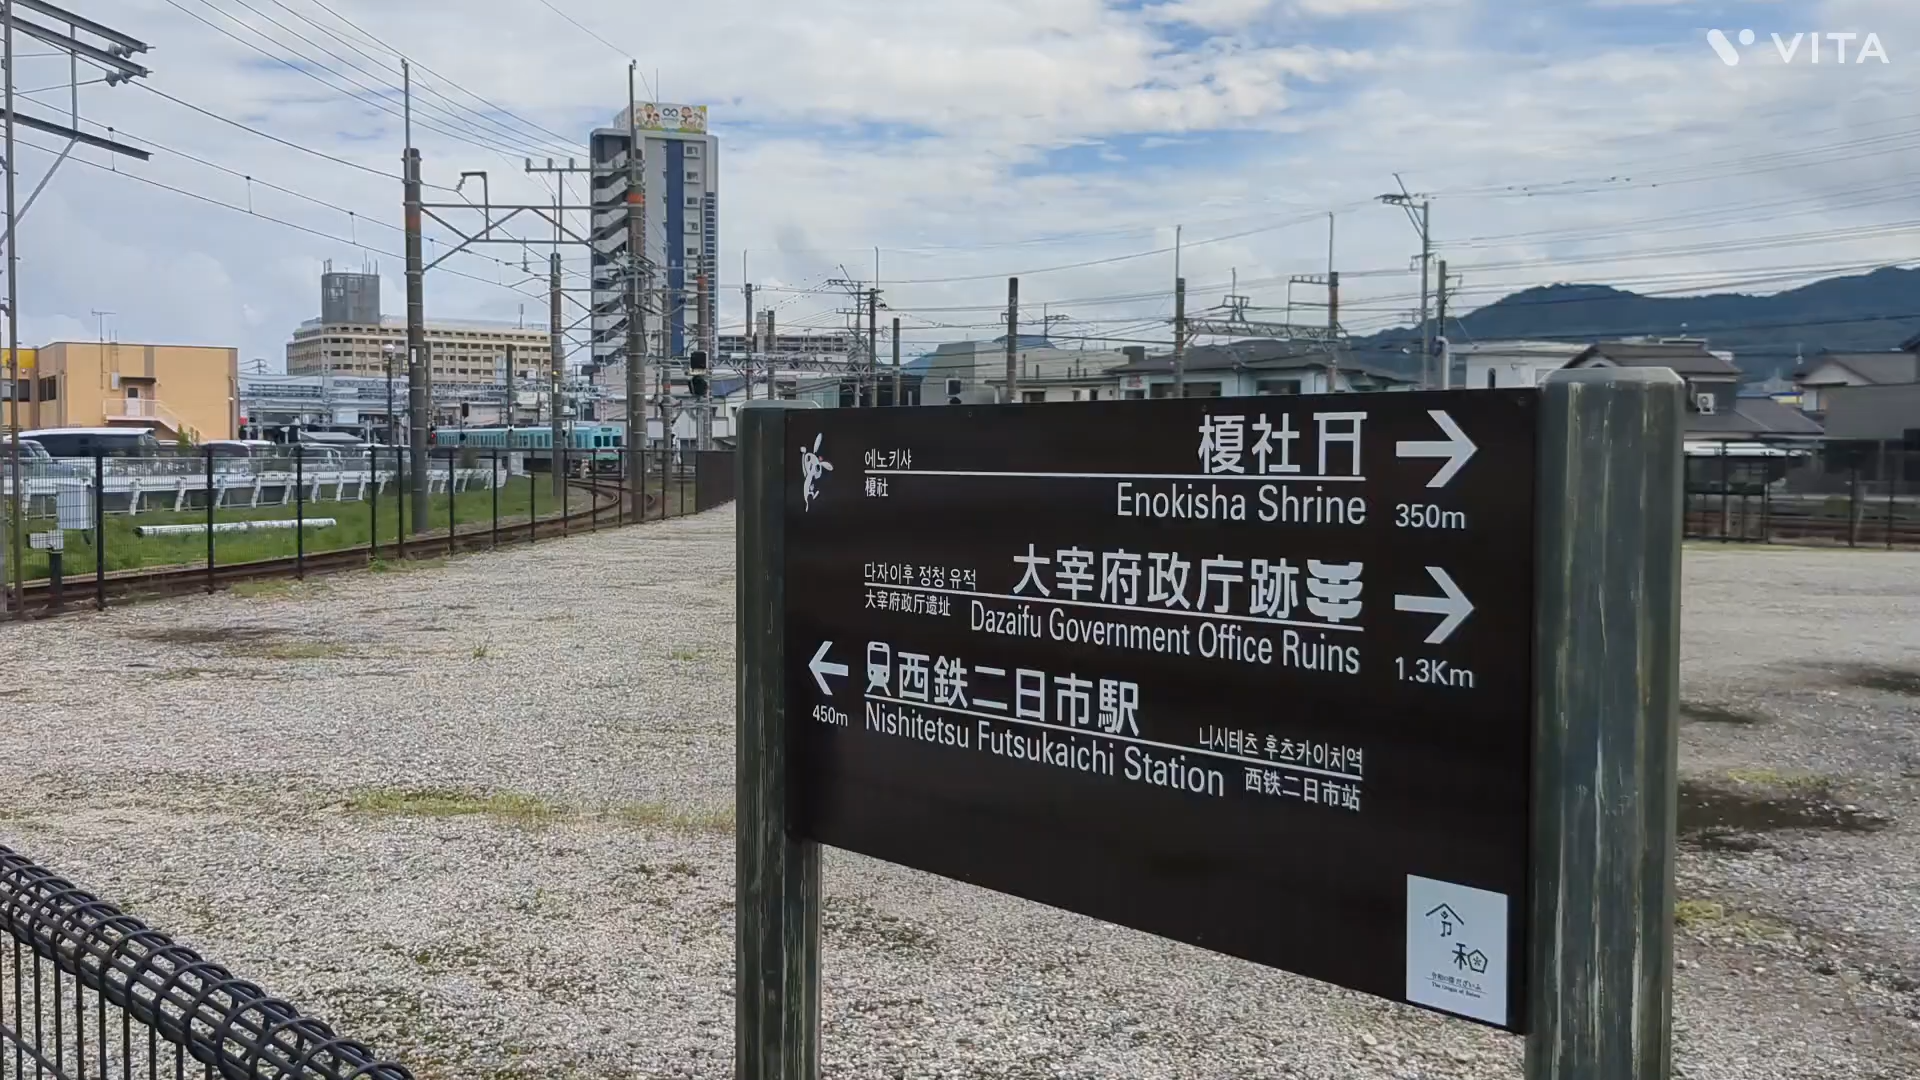 VITA
榎社
에노키샤
榎社
Enokisha Shrine
350m
大宰府政庁跡
다자이후 정청 유적
大宰府政庁遗址
Dazaifu Government Office Ruins
1.3Km
西鉄二日市駅
450m
Nishitetsu Futsukaichi Station
니시테츠 후츠카이치역
西铁二日市站
令和